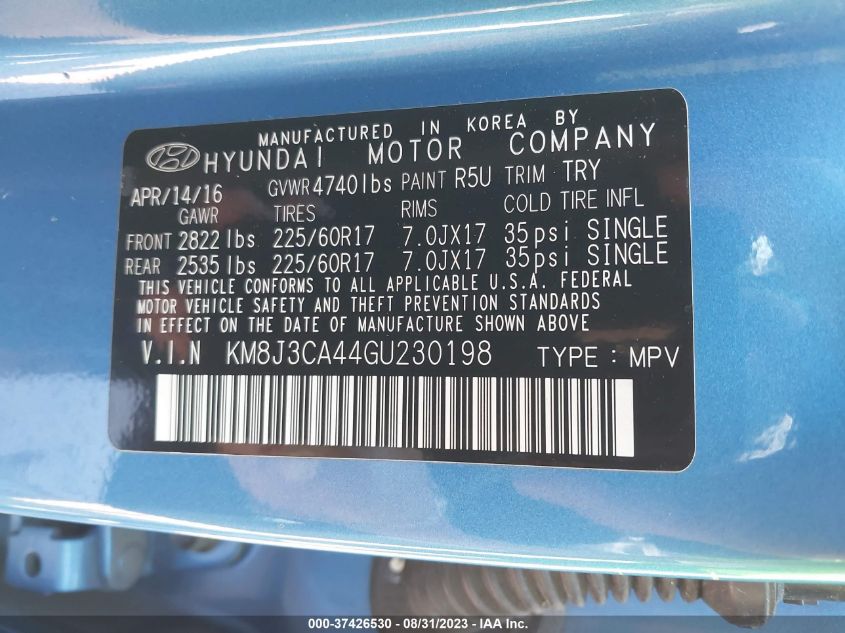 MANUFACTURED IN KOREA BY
HYUNDAI MOTOR COMPANY
APR/14/16 GVWR 4740lbs PAINT R5U TRIM TRY
GAWR TIRES RIMS COLD TIRE INFL
FRONT 2822 lbs 225/60R17 7.0JX17 35psi SINGLE
REAR 2535 lbs 225/60R17 7.0JX17 35psi SINGLE
THIS VEHICLE CONFORMS TO ALL APPLICABLE U.S.A. FEDERAL
MOTOR VEHICLE SAFETY AND THEFT PREVENTION STANDARDS
IN EFFECT ON THE DATE OF MANUFACTURE SHOWN ABOVE
V.I.N KM8J3CA44GU230198 TYPE : MPV
000-37426530 - 08/31/2023 - IAA Inc.